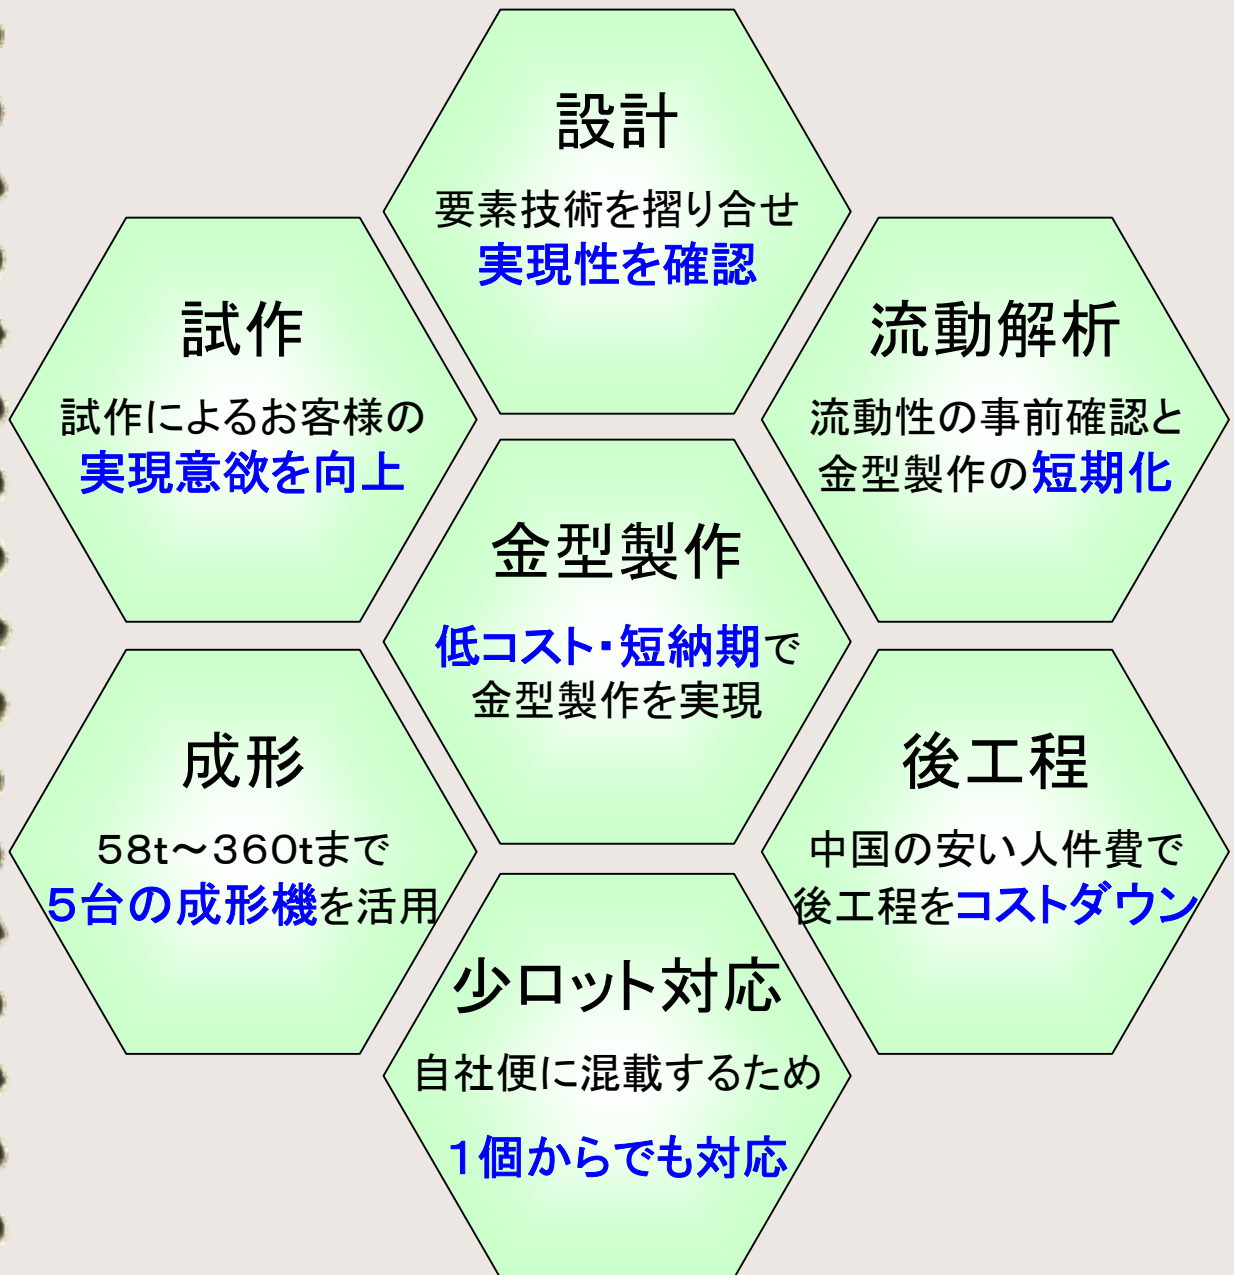 設計
要素技術を摺り合せ
実現性を確認
試作
試作によるお客様の
実現意欲を向上
流動解析
流動性の事前確認と
金型製作の短期化
金型製作
低コスト・短納期で
金型製作を実現
成形
58t～360tまで
5台の成形機を活用
後工程
中国の安い人件費で
後工程をコストダウン
少ロット対応
自社便に混載するため
1個からでも対応